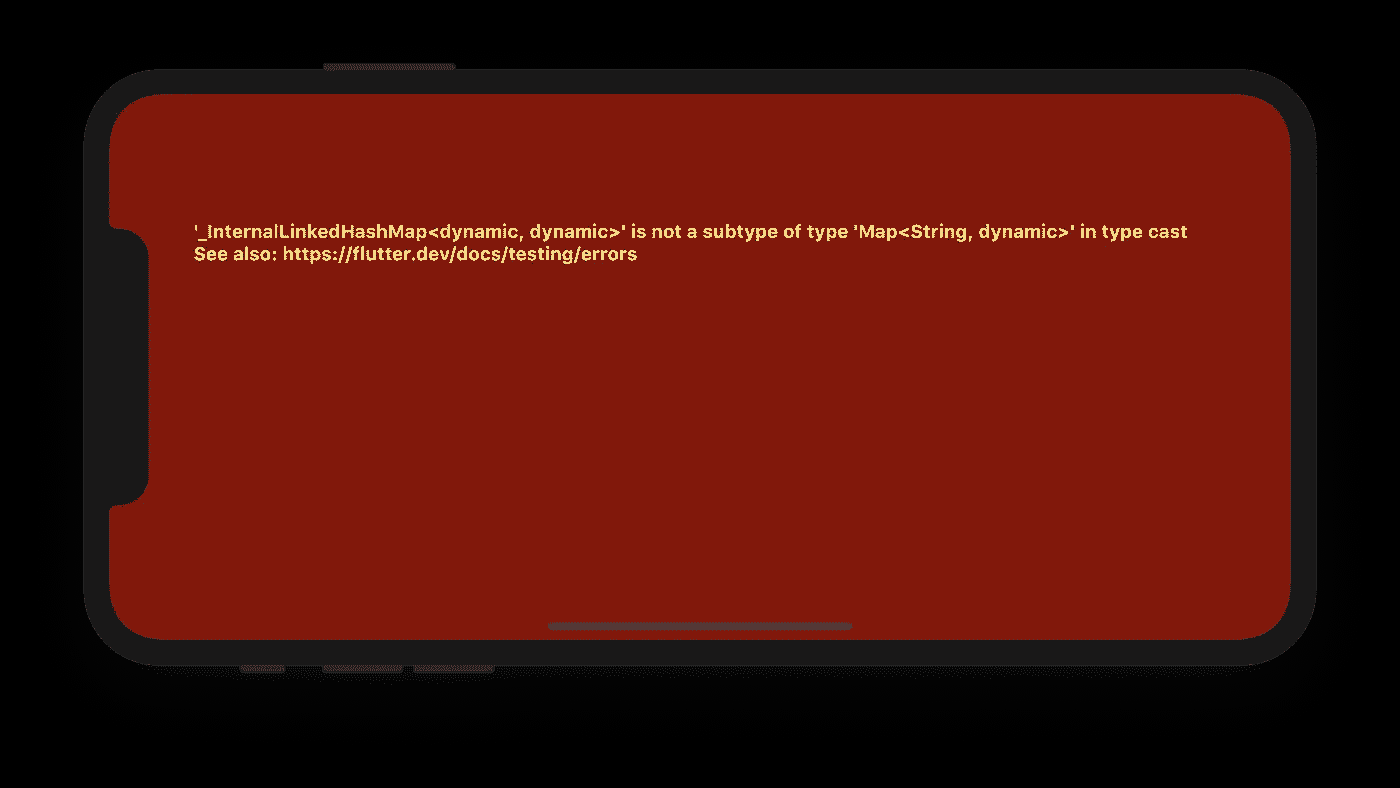 '_InternalLinkedHashMap<dynamic, dynamic>' is not a subtype of type 'Map<String, dynamic>' in type cast
See also: https://flutter.dev/docs/testing/errors